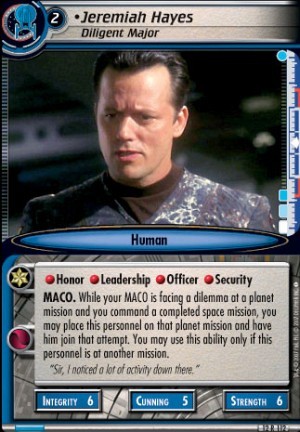 2
•Jeremiah Hayes
Diligent Major
Human
Honor Leadership Officer Security
MACO. While your MACO is facing a dilemma at a planet
mission and you command a completed space mission, you
may place this personnel on that planet mission and have
him join that attempt. You may use this ability only if this
personnel is at another mission.
"Sir, I noticed a lot of activity down there."
Integrity 6 Cunning 5 Strength 6